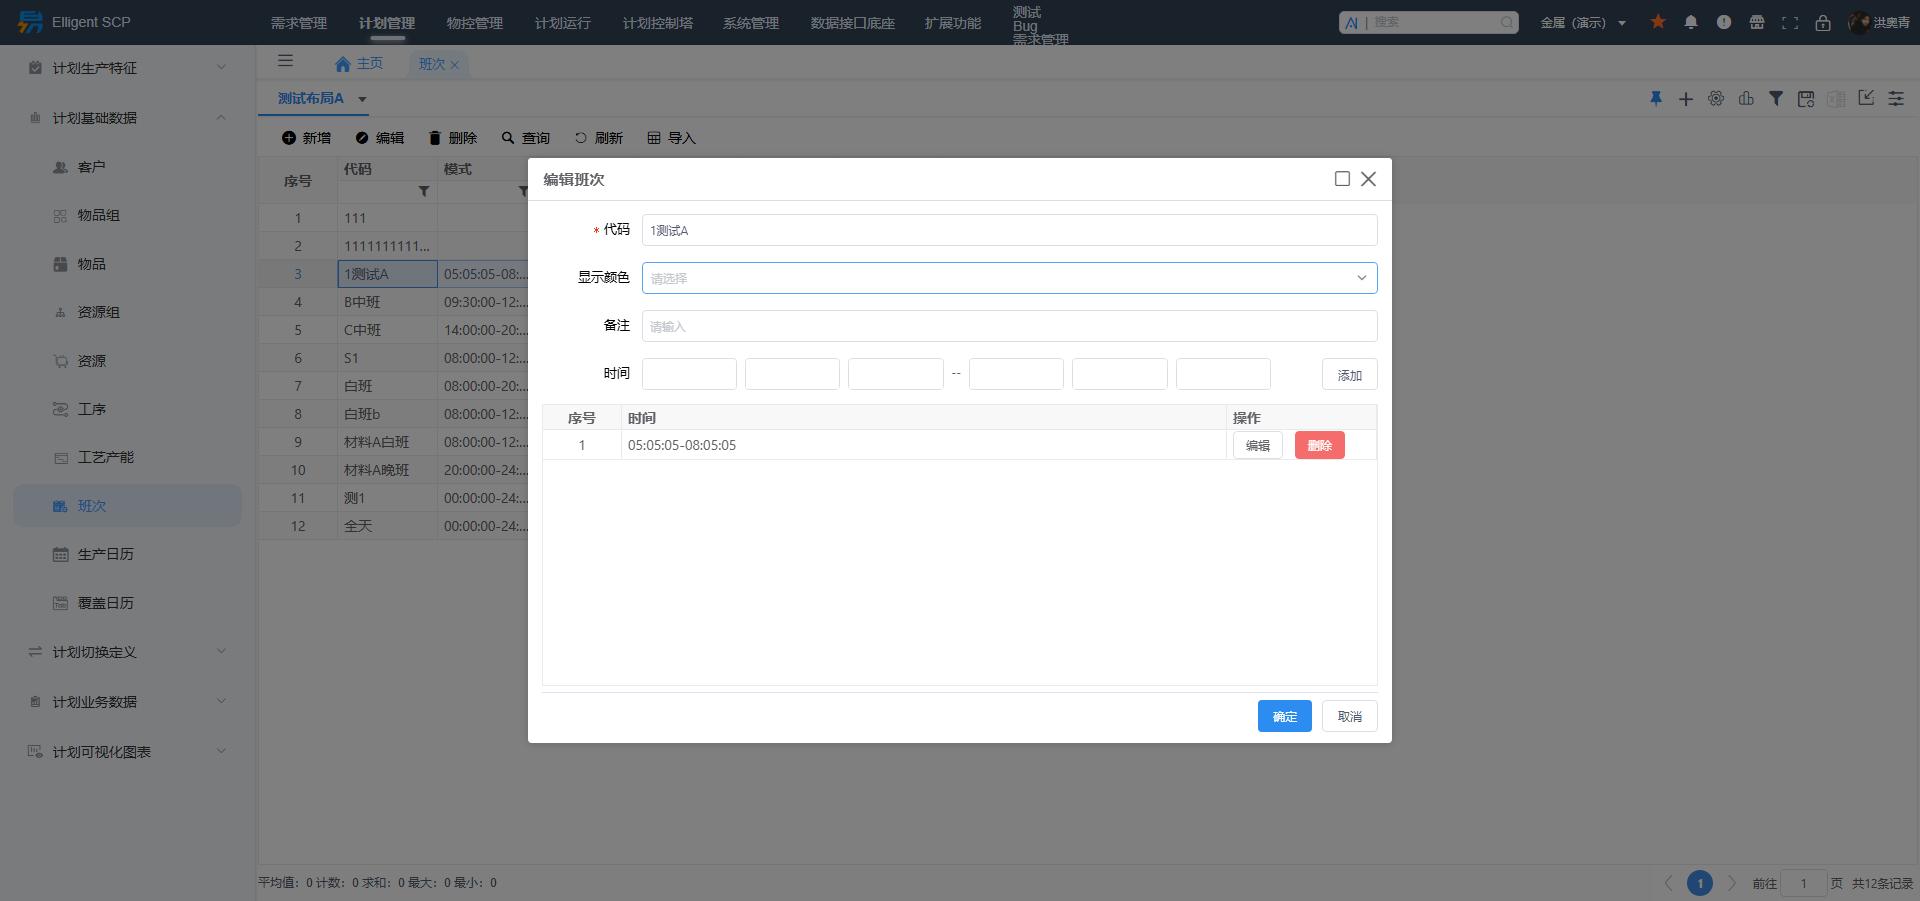 Elligent SCP
需求管理 计划管理 物控管理 计划运行 计划控制塔 系统管理 数据接口底座 扩展功能 测试
Bug
需求管理
AI | 搜索
金属（演示）
洪奥青
计划生产特征
计划基础数据
客户
物品组
物品
资源组
资源
工序
工艺产能
班次
生产日历
覆盖日历
计划切换定义
计划业务数据
计划可视化图表
主页 班次
测试布局A
新增 编辑 删除 查询 刷新 导入
序号 代码 模式
1 111
2 1111111111...
3 1测试A 05:05:05-08:...
4 B中班 09:30:00-12:...
5 C中班 14:00:00-20:...
6 S1 08:00:00-12:...
7 白班 08:00:00-20:...
8 白班b 08:00:00-12:...
9 材料A白班 08:00:00-12:...
10 材料A晚班 20:00:00-24:...
11 测1 00:00:00-24:...
12 全天 00:00:00-24:...
编辑班次
* 代码 1测试A
显示颜色 请选择
备注 请输入
时间 -- 添加
序号 时间 操作
1 05:05:05-08:05:05 编辑 删除
确定 取消
平均值：0 计数：0 求和：0 最大：0 最小：0
1 前往 1 页 共12条记录